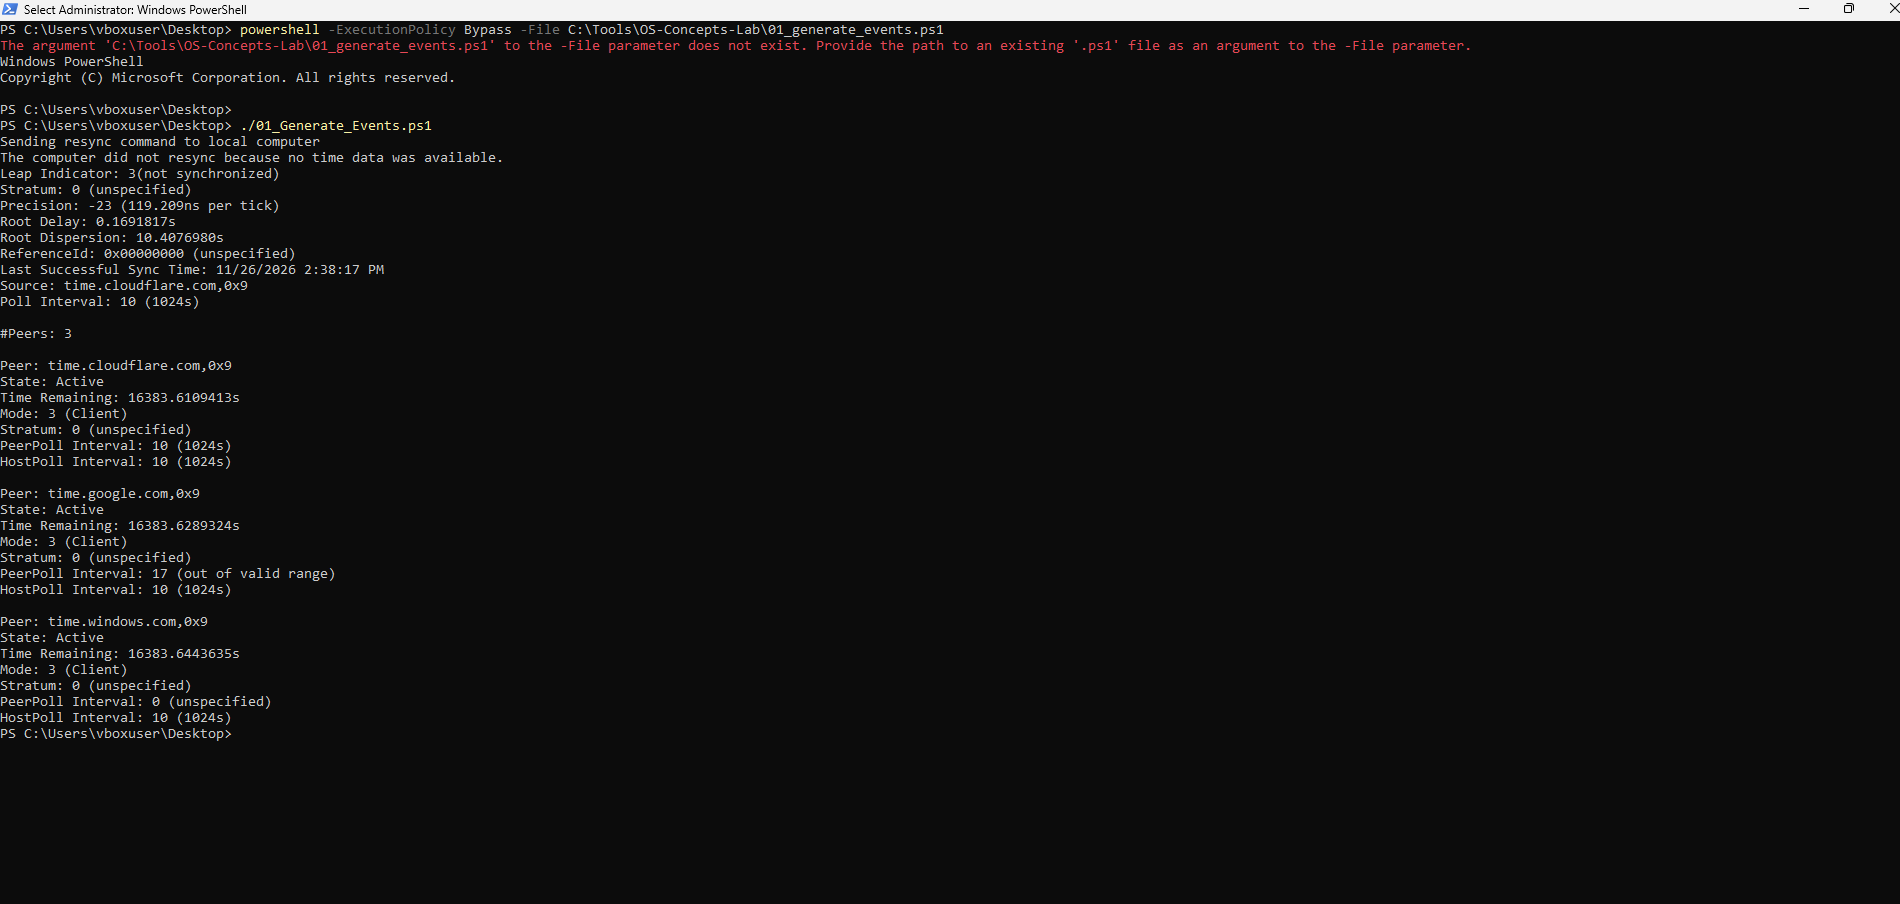 Select Administrator: Windows PowerShell
PS C:\Users\vboxuser\Desktop> powershell -ExecutionPolicy Bypass -File C:\Tools\OS-Concepts-Lab\01_generate_events.ps1
The argument 'C:\Tools\OS-Concepts-Lab\01_generate_events.ps1' to the -File parameter does not exist. Provide the path to an existing '.ps1' file as an argument to the -File parameter.
Windows PowerShell
Copyright (C) Microsoft Corporation. All rights reserved.
PS C:\Users\vboxuser\Desktop>
PS C:\Users\vboxuser\Desktop> ./01_Generate_Events.ps1
Sending resync command to local computer
The computer did not resync because no time data was available.
Leap Indicator: 3(not synchronized)
Stratum: 0 (unspecified)
Precision: -23 (119.209ns per tick)
Root Delay: 0.1691817s
Root Dispersion: 10.4076980s
ReferenceId: 0x00000000 (unspecified)
Last Successful Sync Time: 11/26/2026 2:38:17 PM
Source: time.cloudflare.com,0x9
Poll Interval: 10 (1024s)
#Peers: 3
Peer: time.cloudflare.com,0x9
State: Active
Time Remaining: 16383.6109413s
Mode: 3 (Client)
Stratum: 0 (unspecified)
PeerPoll Interval: 10 (1024s)
HostPoll Interval: 10 (1024s)
Peer: time.google.com,0x9
State: Active
Time Remaining: 16383.6289324s
Mode: 3 (Client)
Stratum: 0 (unspecified)
PeerPoll Interval: 17 (out of valid range)
HostPoll Interval: 10 (1024s)
Peer: time.windows.com,0x9
State: Active
Time Remaining: 16383.6443635s
Mode: 3 (Client)
Stratum: 0 (unspecified)
PeerPoll Interval: 0 (unspecified)
HostPoll Interval: 10 (1024s)
PS C:\Users\vboxuser\Desktop>